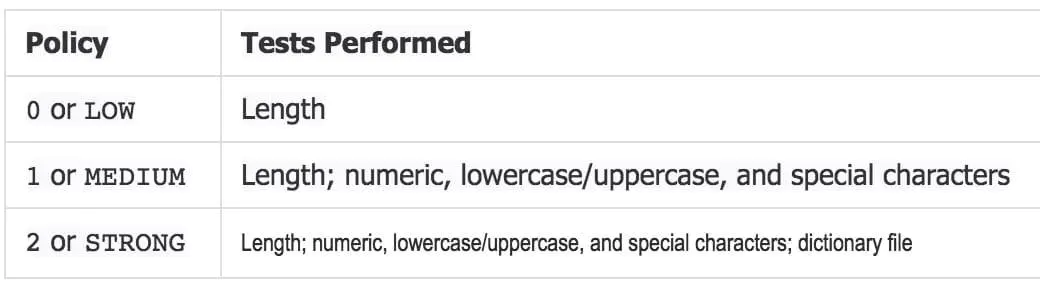 Policy Tests Performed
0 or LOW Length
1 or MEDIUM Length; numeric, lowercase/uppercase, and special characters
2 or STRONG Length; numeric, lowercase/uppercase, and special characters; dictionary file